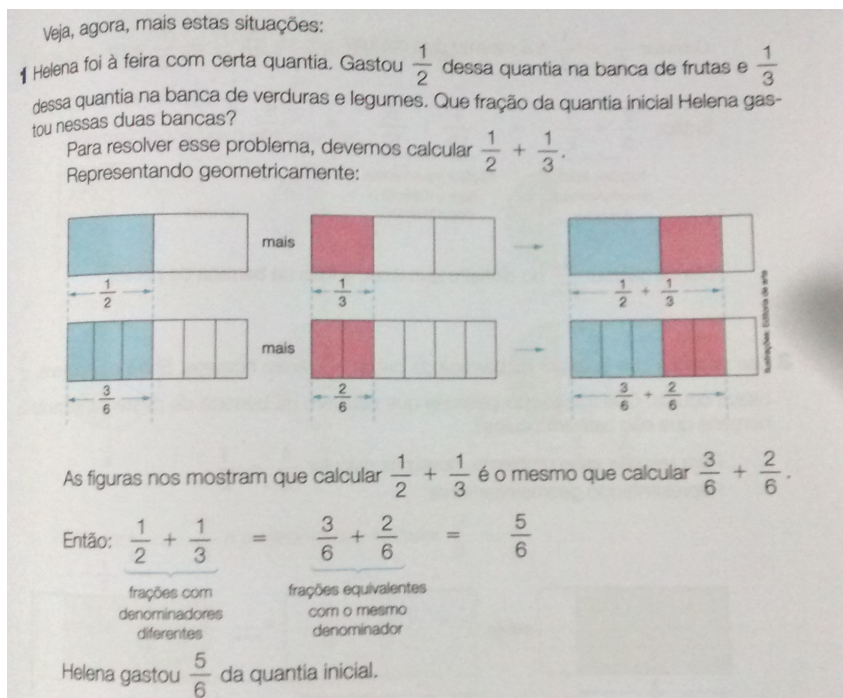 Veja, agora, mais estas situações:
1 Helena foi à feira com certa quantia. Gastou 1/2 dessa quantia na banca de frutas e 1/3
dessa quantia na banca de verduras e legumes. Que fração da quantia inicial Helena gas-
tou nessas duas bancas?
Para resolver esse problema, devemos calcular 1/2 + 1/3.
Representando geometricamente:
mais
1/2 1/3 1/2 + 1/3
mais
3/6 2/6 3/6 + 2/6
Ilustrações: Editoria de arte
As figuras nos mostram que calcular 1/2 + 1/3 é o mesmo que calcular 3/6 + 2/6.
Então: 1/2 + 1/3 = 3/6 + 2/6 = 5/6
frações com
denominadores
diferentes
frações equivalentes
com o mesmo
denominador
Helena gastou 5/6 da quantia inicial.